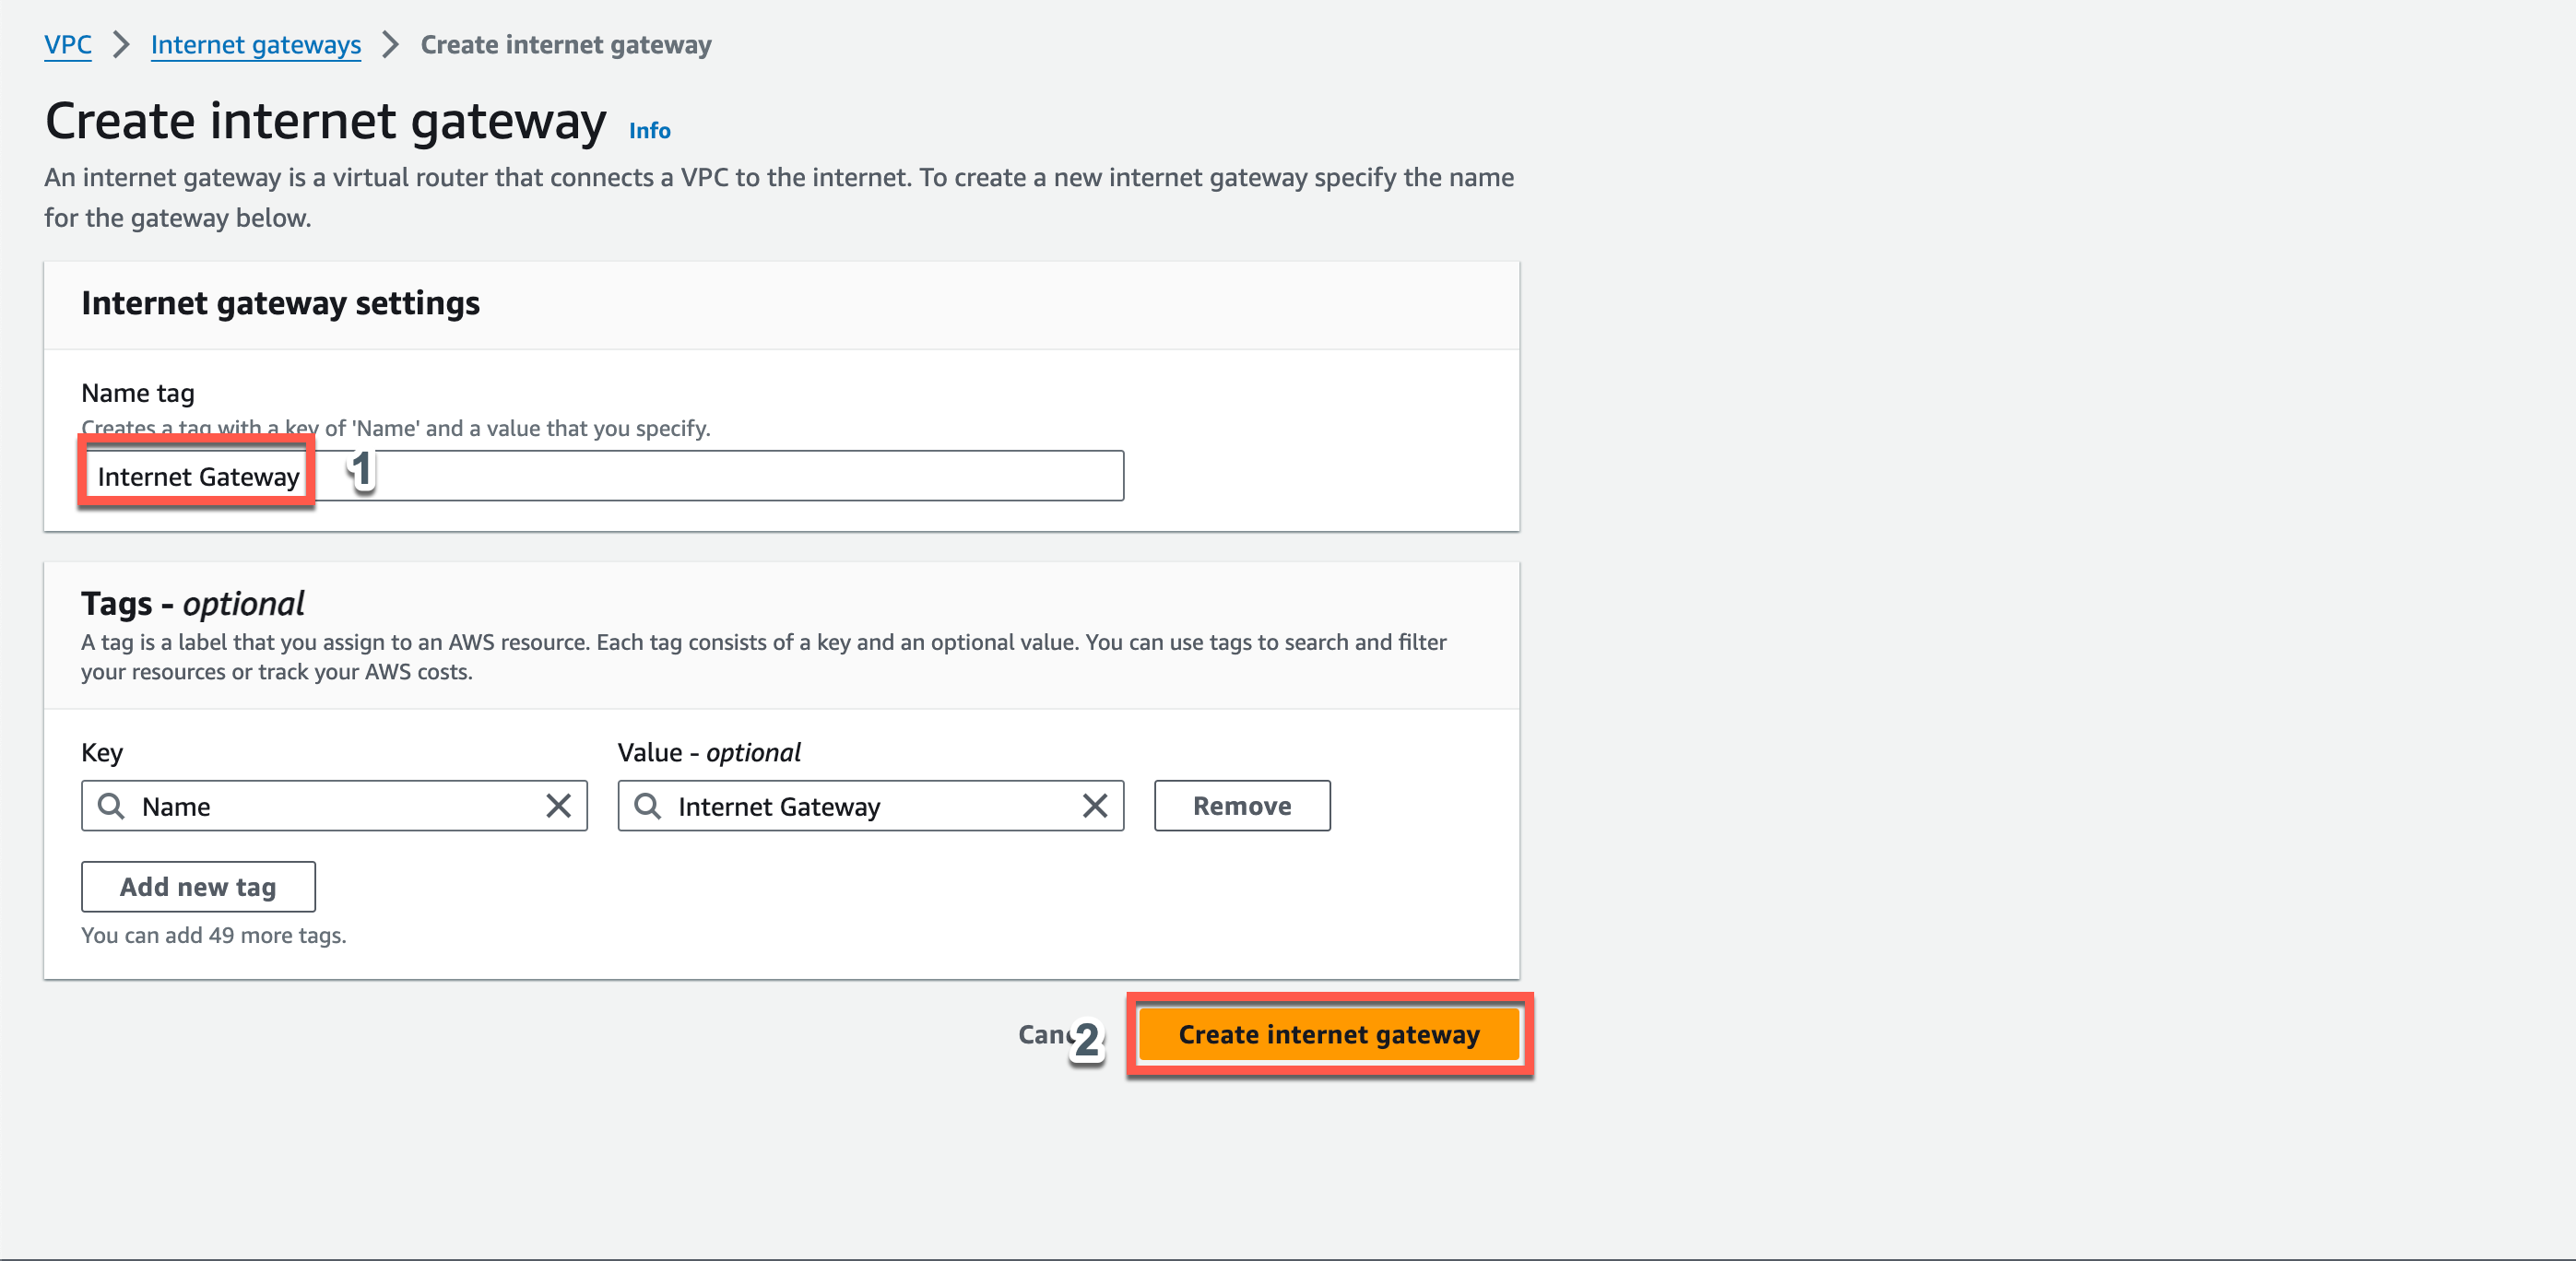 VPC > Internet gateways > Create internet gateway
Create internet gateway Info
An internet gateway is a virtual router that connects a VPC to the internet. To create a new internet gateway specify the name
for the gateway below.
Internet gateway settings
Name tag
Creates a tag with a key of 'Name' and a value that you specify.
Internet Gateway 1
Tags - optional
A tag is a label that you assign to an AWS resource. Each tag consists of a key and an optional value. You can use tags to search and filter
your resources or track your AWS costs.
Key Value - optional
Name Internet Gateway Remove
Add new tag
You can add 49 more tags.
2 Create internet gateway